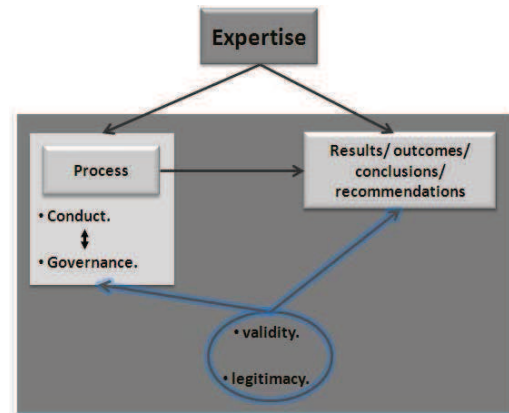 Expertise
Process
Results/ outcomes/
conclusions/
recommendations
• Conduct.
• Governance.
• validity.
• legitimacy.